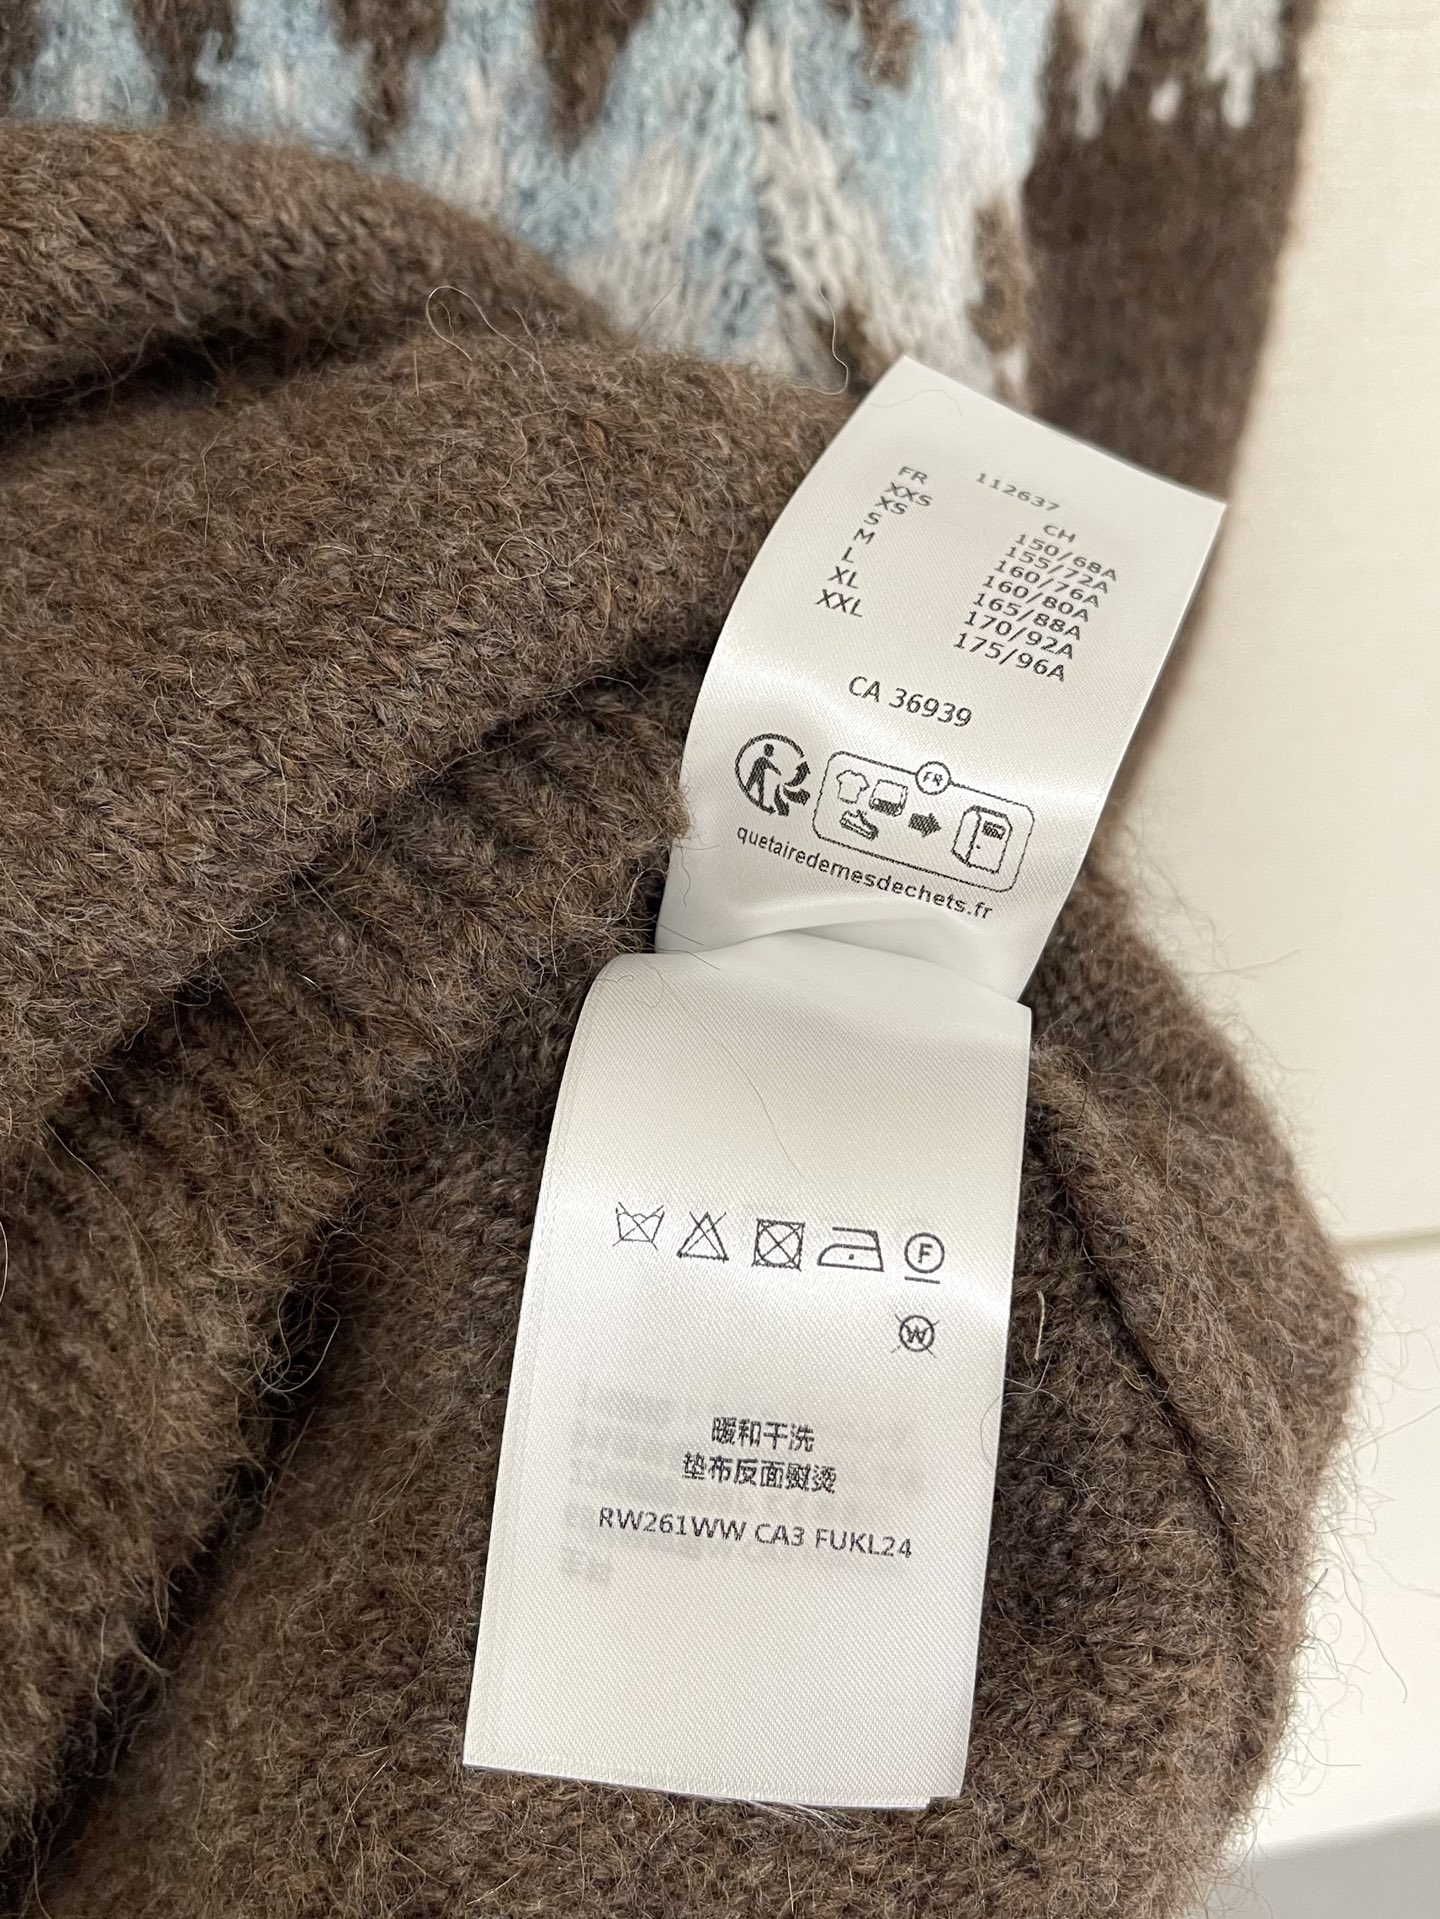 FR 112637
XXS CH
XS 150/68A
S 155/72A
M 160/76A
L 160/80A
XL 165/88A
XXL 170/92A
175/96A
CA 36939
FR
quetairedemesdechets.fr
F
W
暖和干洗
垫布反面熨烫
RW261WW CA3 FUKL24